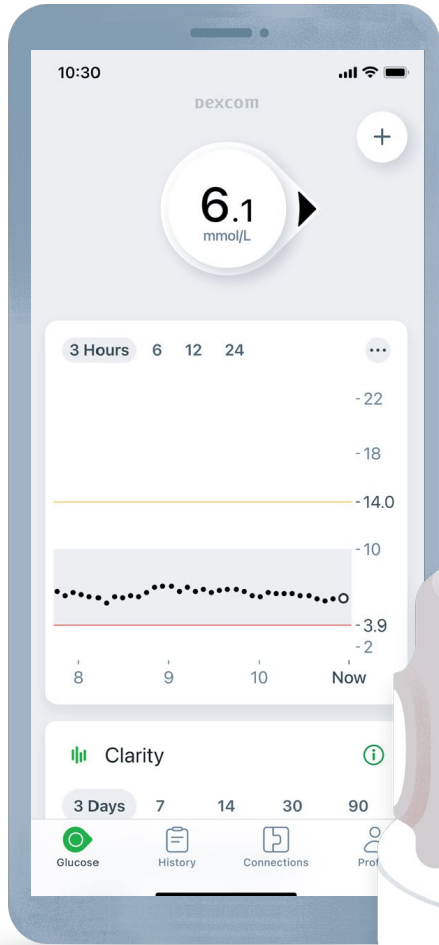 10:30
Dexcom
+
6.1
mmol/L
3 Hours 6 12 24
22
18
14.0
10
3.9
2
8 9 10 Now
Clarity
3 Days 7 14 30 90
Glucose History Connections